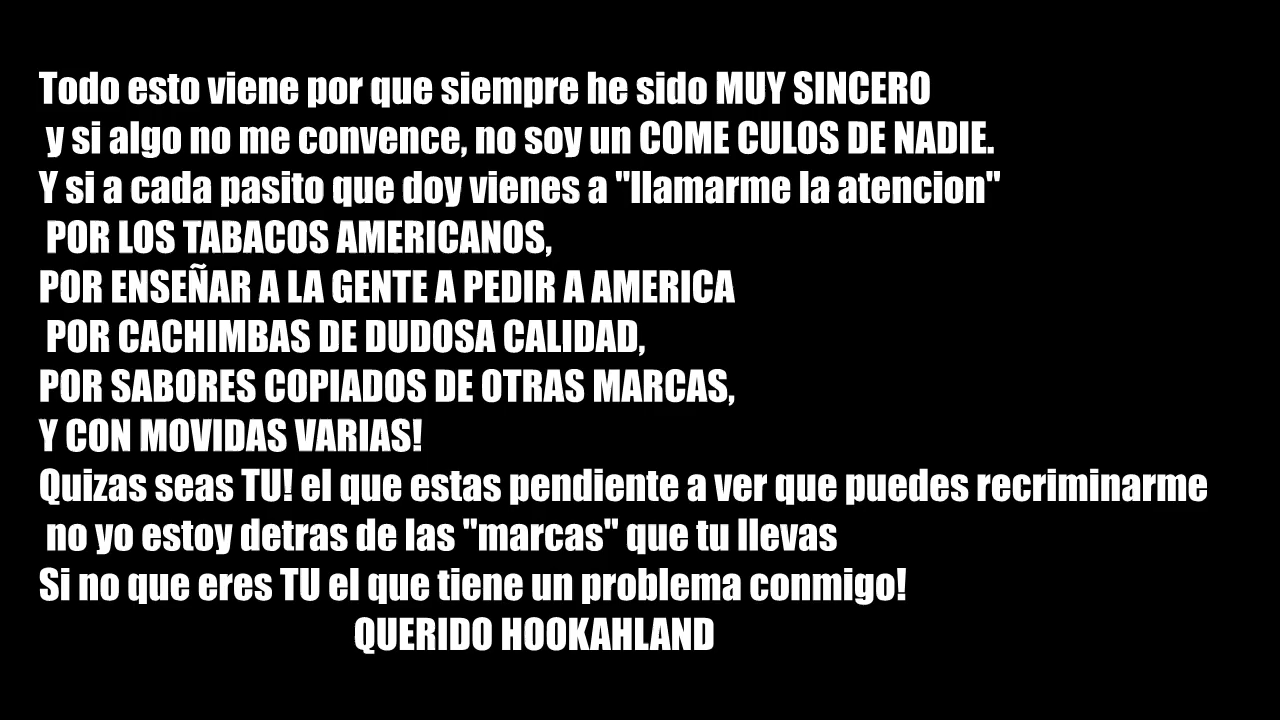 Todo esto viene por que siempre he sido MUY SINCERO
y si algo no me convence, no soy un COME CULOS DE NADIE.
Y si a cada pasito que doy vienes a "llamarme la atencion"
POR LOS TABACOS AMERICANOS,
POR ENSEÑAR A LA GENTE A PEDIR A AMERICA
POR CACHIMBAS DE DUDOSA CALIDAD,
POR SABORES COPIADOS DE OTRAS MARCAS,
Y CON MOVIDAS VARIAS!
Quizas seas TU! el que estas pendiente a ver que puedes recriminarme
no yo estoy detras de las "marcas" que tu llevas
Si no que eres TU el que tiene un problema conmigo!
QUERIDO HOOKAHLAND